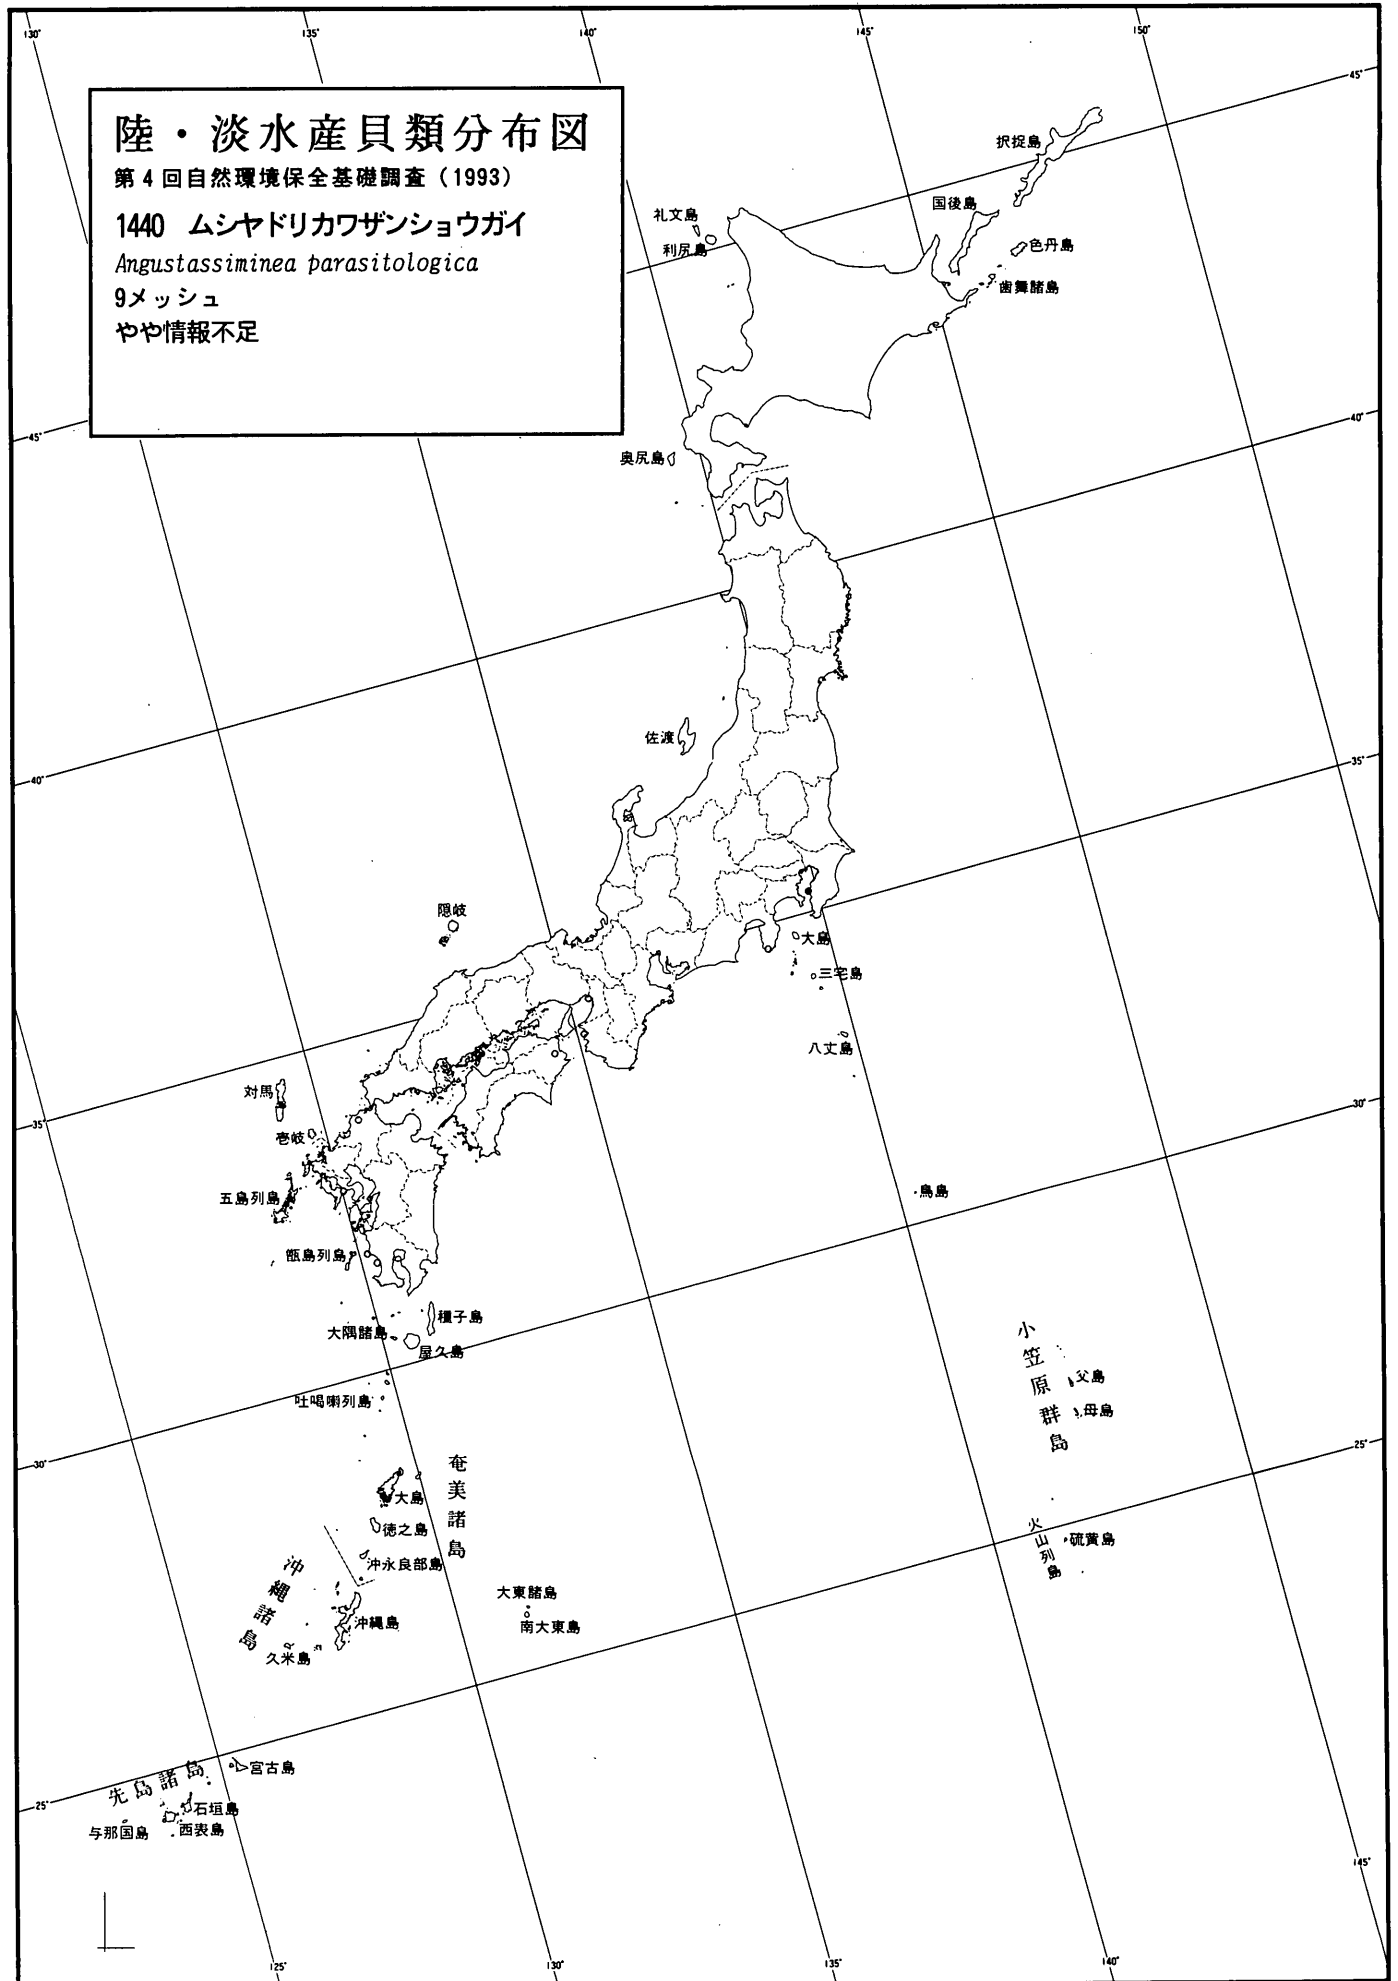 130°
135°
140°
145°
150°
陸・淡水産貝類分布図
第4回自然環境保全基礎調査(1993)
1440 ムシヤドリカワザンショウガイ
Angustassiminea parasitologica
9メッシュ
やや情報不足
45°
択捉島
国後島
礼文島
利尻島
色丹島
歯舞諸島
40°
45°
奥尻島
佐渡
35°
40°
隠岐
大島
三宅島
八丈島
対馬
30°
35°
壱岐
五島列島
鳥島
甑島列島
種子島
大隅諸島
屋久島
小笠原群島
父島
母島
吐噶喇列島
25°
30°
奄美諸島
大島
徳之島
火山列島
硫黄島
沖永良部島
沖縄諸島
大東諸島
南大東島
沖縄島
久米島
先島諸島
宮古島
25°
石垣島
与那国島
西表島
145°
125°
130°
135°
140°